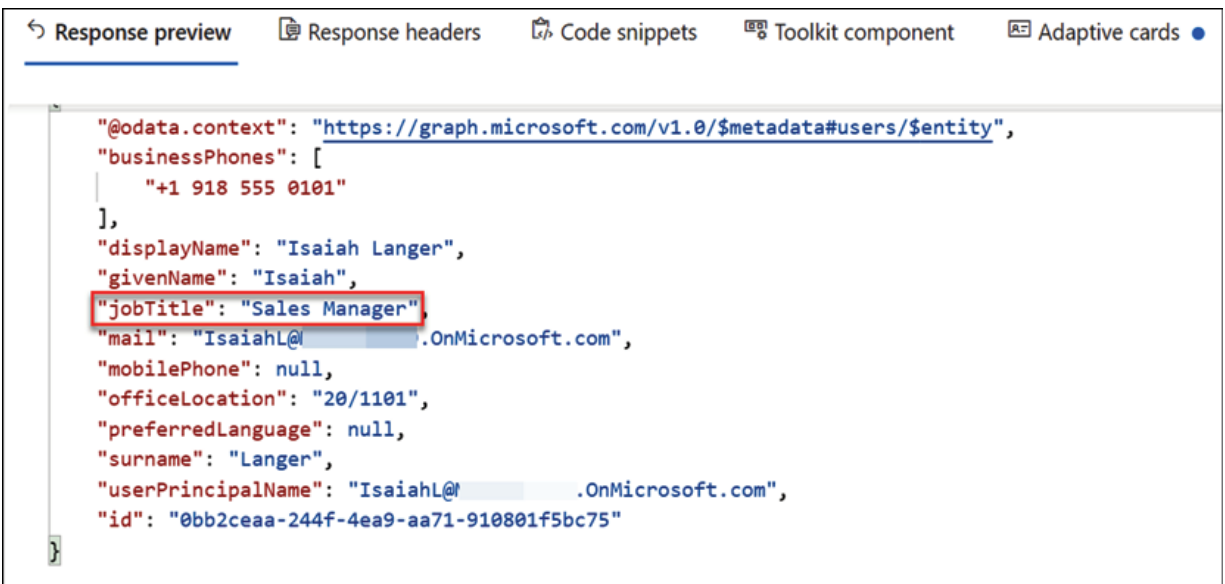 Response preview Response headers Code snippets Toolkit component Adaptive cards
{
"@odata.context": "https://graph.microsoft.com/v1.0/$metadata#users/$entity",
"businessPhones": [
"+1 918 555 0101"
],
"displayName": "Isaiah Langer",
"givenName": "Isaiah",
"jobTitle": "Sales Manager",
"mail": "IsaiahL@ .OnMicrosoft.com",
"mobilePhone": null,
"officeLocation": "20/1101",
"preferredLanguage": null,
"surname": "Langer",
"userPrincipalName": "IsaiahL@ .OnMicrosoft.com",
"id": "0bb2ceaa-244f-4ea9-aa71-910801f5bc75"
}